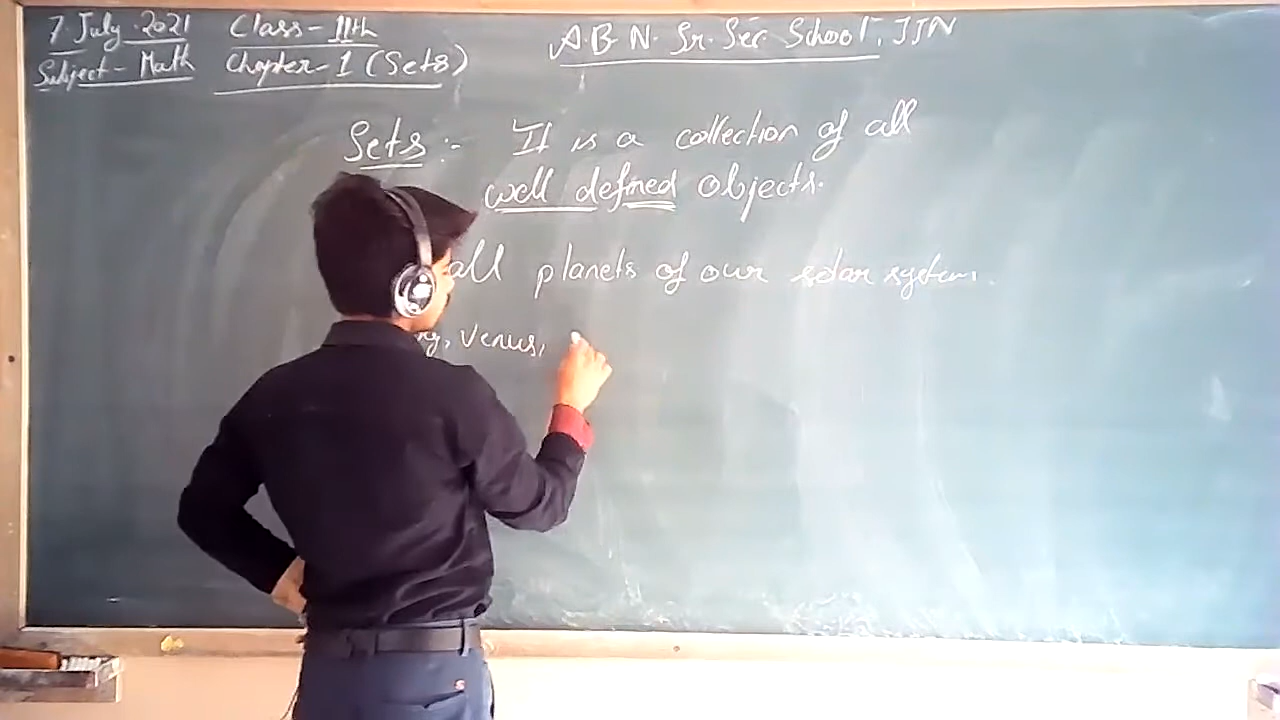 7 July 2021 Class - 11th A.B.N. Sr. Sec. School, JJN
Subject - Math Chapter - 1 (Sets)
Sets :- It is a collection of all
well defined objects.
all planets of our solar system.
ry, Venus,